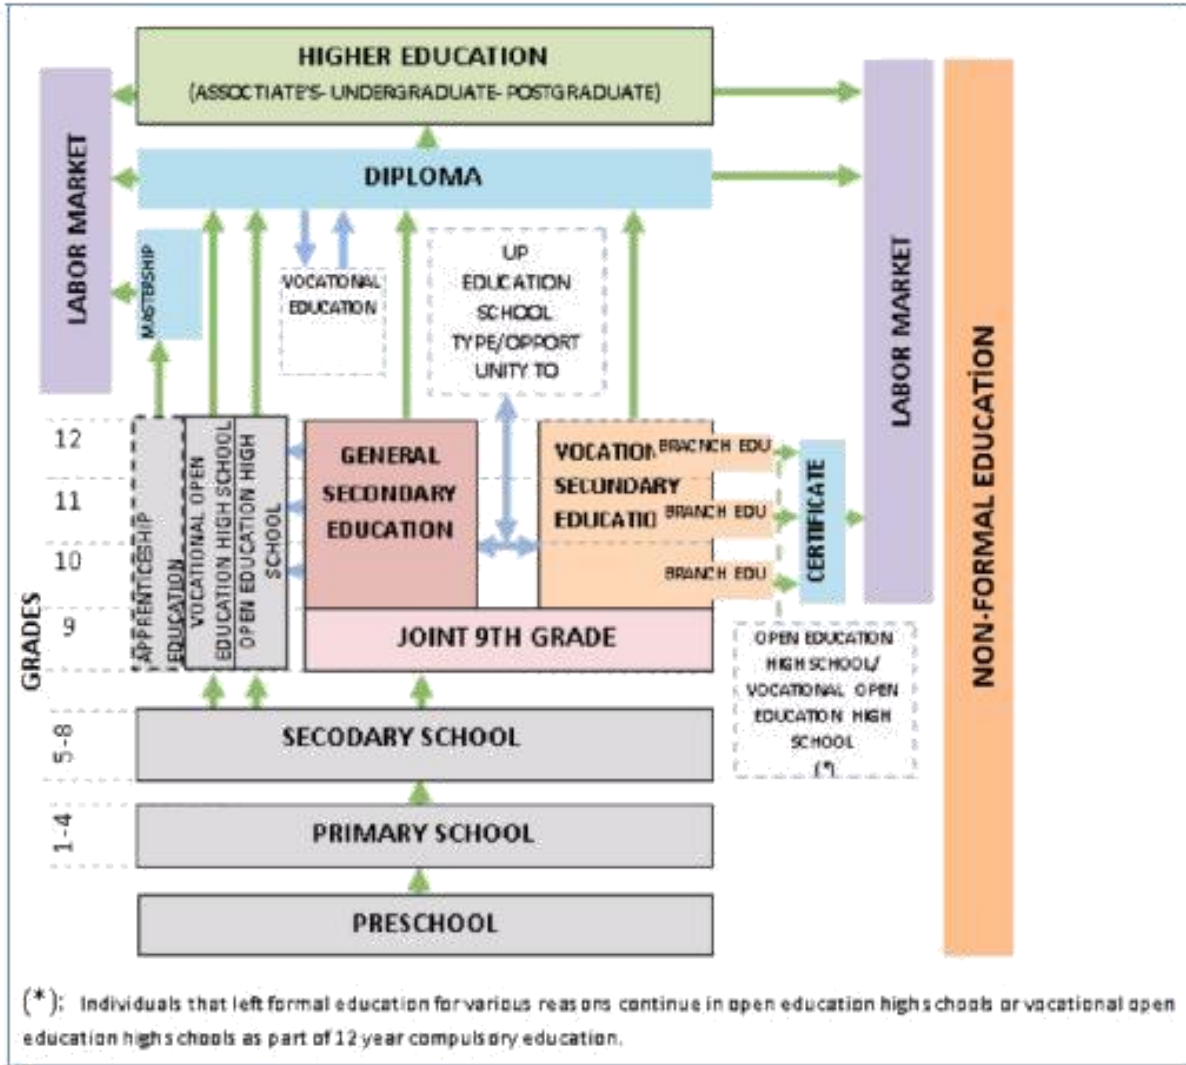 HIGHER EDUCATION
(ASSOCTIATE'S- UNDERGRADUATE- POSTGRADUATE)
LABOR MARKET
DIPLOMA
MASTERSHIP
VOCATIONAL
EDUCATION
UP
EDUCATION
SCHOOL
TYPE/OPPORT
UNITY TO
LABOR MARKET
NON-FORMAL EDUCATİON
GRADES
12
11
10
9
5-8
1-4
APPRENTICESHIP
EDUCATION
VOCATIONAL OPEN
EDUCATION HIGH SCHOOL
OPEN EDUCATION HIGH
SCHOOL
GENERAL
SECONDARY
EDUCATION
VOCATION
SECUNDARY
EDUCATIO
BRACNCH EDU
BRANCH EDU
BRANCH EDU
CERTIFICATE
JOINT 9TH GRADE
OPEN EDUCATION
HIGH SCHOOL/
VOCATIONAL OPEN
EDUCATION HIGH
SCHOOL
(*)
SECODARY SCHOOL
PRIMARY SCHOOL
PRESCHOOL
(*): Individuals that left formal education for various reasons continue in open education high schools or vocational open
education high schools as part of 12 year compulsory education.